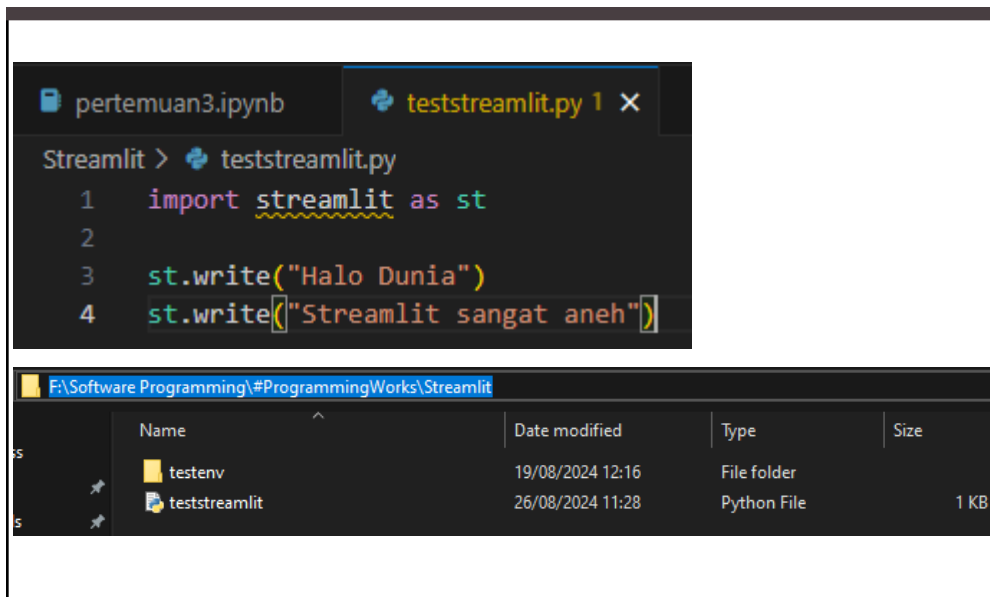 pertemuan3.ipynb teststreamlit.py 1
Streamlit > teststreamlit.py
1 import streamlit as st
2
3 st.write("Halo Dunia")
4 st.write("Streamlit sangat aneh")
F:\Software Programming\#ProgrammingWorks\Streamlit
Name Date modified Type Size
ss
testenv 19/08/2024 12:16 File folder
teststreamlit 26/08/2024 11:28 Python File 1 KB
ls